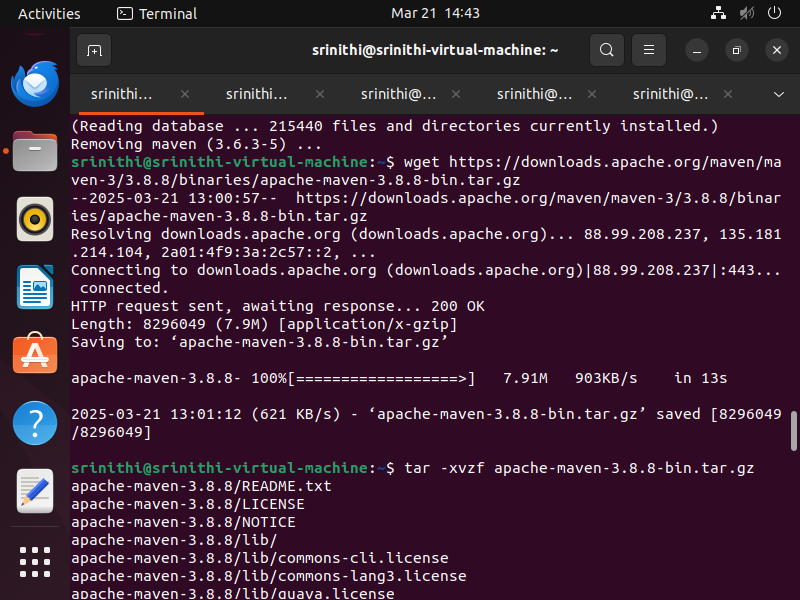 Activities
Terminal
Mar 21 14:43
srinithi@srinithi-virtual-machine: ~
srinithi...
srinithi...
srinithi@...
srinithi@...
srinithi@...
(Reading database ... 215440 files and directories currently installed.)
Removing maven (3.6.3-5) ...
srinithi@srinithi-virtual-machine:~$ wget https://downloads.apache.org/maven/ma
ven-3/3.8.8/binaries/apache-maven-3.8.8-bin.tar.gz
--2025-03-21 13:00:57--  https://downloads.apache.org/maven/maven-3/3.8.8/binar
ies/apache-maven-3.8.8-bin.tar.gz
Resolving downloads.apache.org (downloads.apache.org)... 88.99.208.237, 135.181
.214.104, 2a01:4f9:3a:2c57::2, ...
Connecting to downloads.apache.org (downloads.apache.org)|88.99.208.237|:443...
connected.
HTTP request sent, awaiting response... 200 OK
Length: 8296049 (7.9M) [application/x-gzip]
Saving to: ‘apache-maven-3.8.8-bin.tar.gz’
apache-maven-3.8.8- 100%[==================>]   7.91M   903KB/s    in 13s
2025-03-21 13:01:12 (621 KB/s) - ‘apache-maven-3.8.8-bin.tar.gz’ saved [8296049
/8296049]
srinithi@srinithi-virtual-machine:~$ tar -xvzf apache-maven-3.8.8-bin.tar.gz
apache-maven-3.8.8/README.txt
apache-maven-3.8.8/LICENSE
apache-maven-3.8.8/NOTICE
apache-maven-3.8.8/lib/
apache-maven-3.8.8/lib/commons-cli.license
apache-maven-3.8.8/lib/commons-lang3.license
apache-maven-3.8.8/lib/guava.license